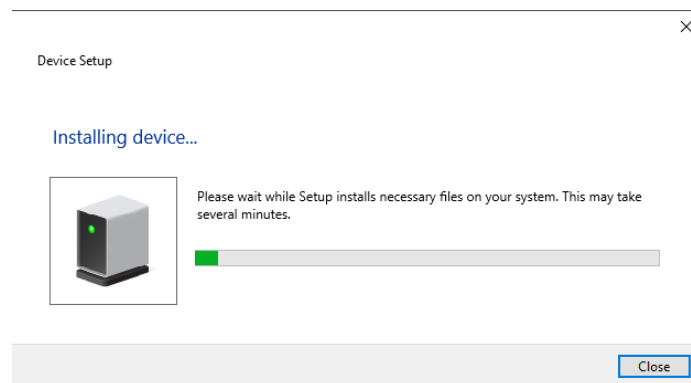 Device Setup
Installing device...
Please wait while Setup installs necessary files on your system. This may take
several minutes.
Close